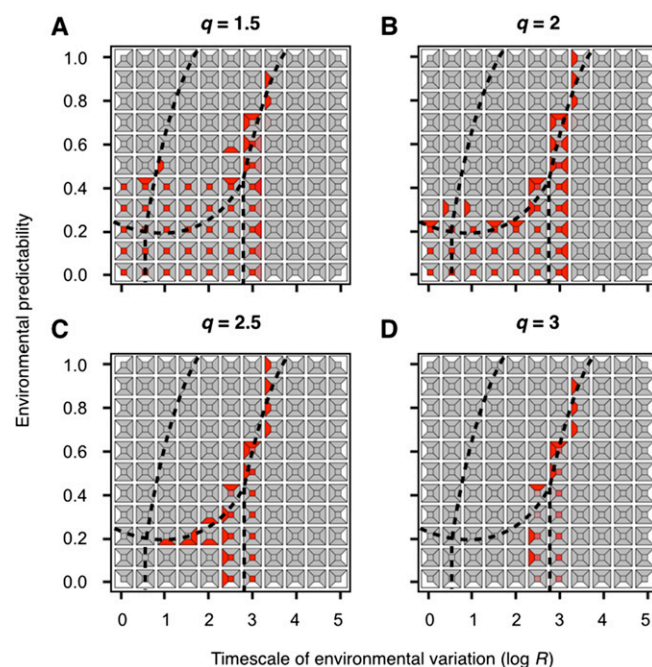 A q = 1.5
B q = 2
1.0
0.8
0.6
0.4
0.2
0.0
C q = 2.5
D q = 3
1.0
0.8
0.6
0.4
0.2
0.0
0 1 2 3 4 5 0 1 2 3 4 5
Environmental predictability
Timescale of environmental variation (log R)